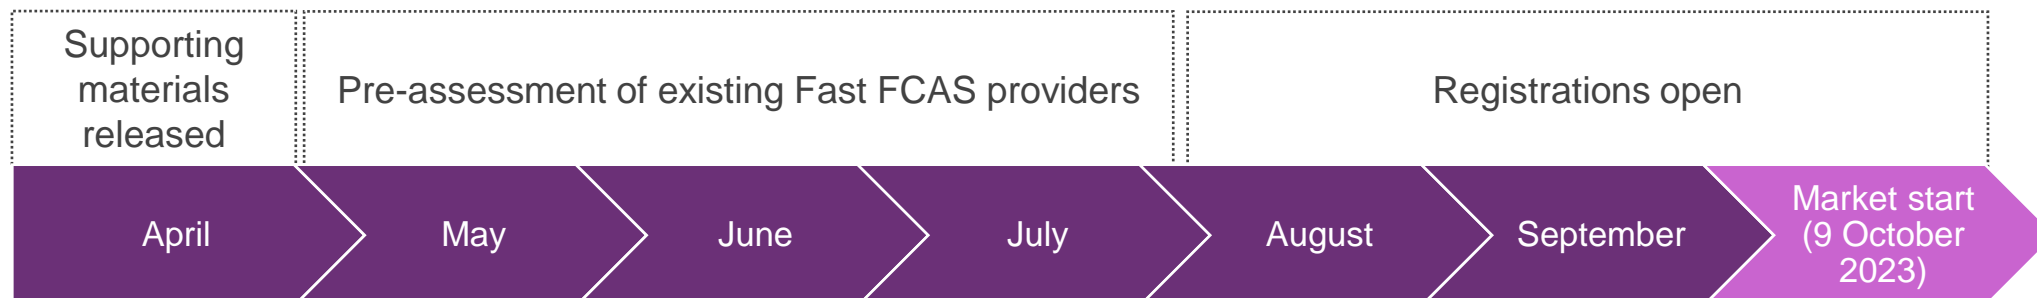 Supporting
materials
released
Pre-assessment of existing Fast FCAS providers
Registrations open
April
May
June
July
August
September
Market start
(9 October
2023)